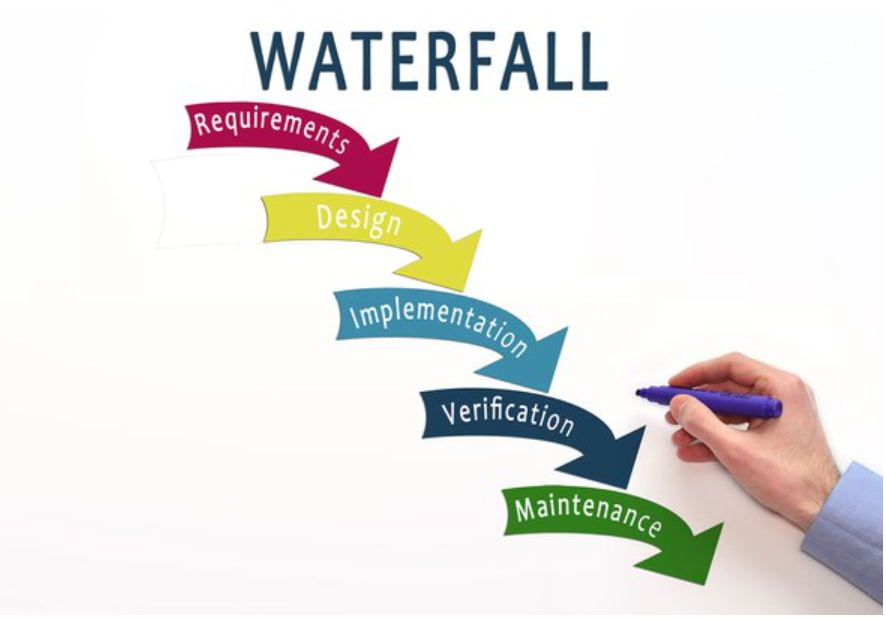 WATERFALL
Requirements
Design
Implementation
Verification
Maintenance